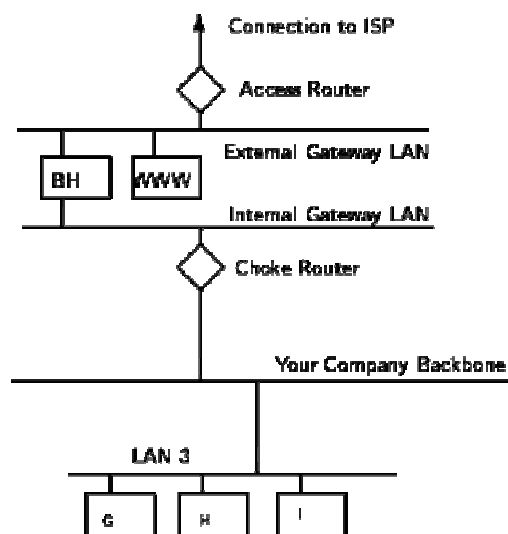 Connection to ISP
Access Router
External Gateway LAN
BH
WWW
Internal Gateway LAN
Choke Router
Your Company Backbone
LAN 3
G
H
I